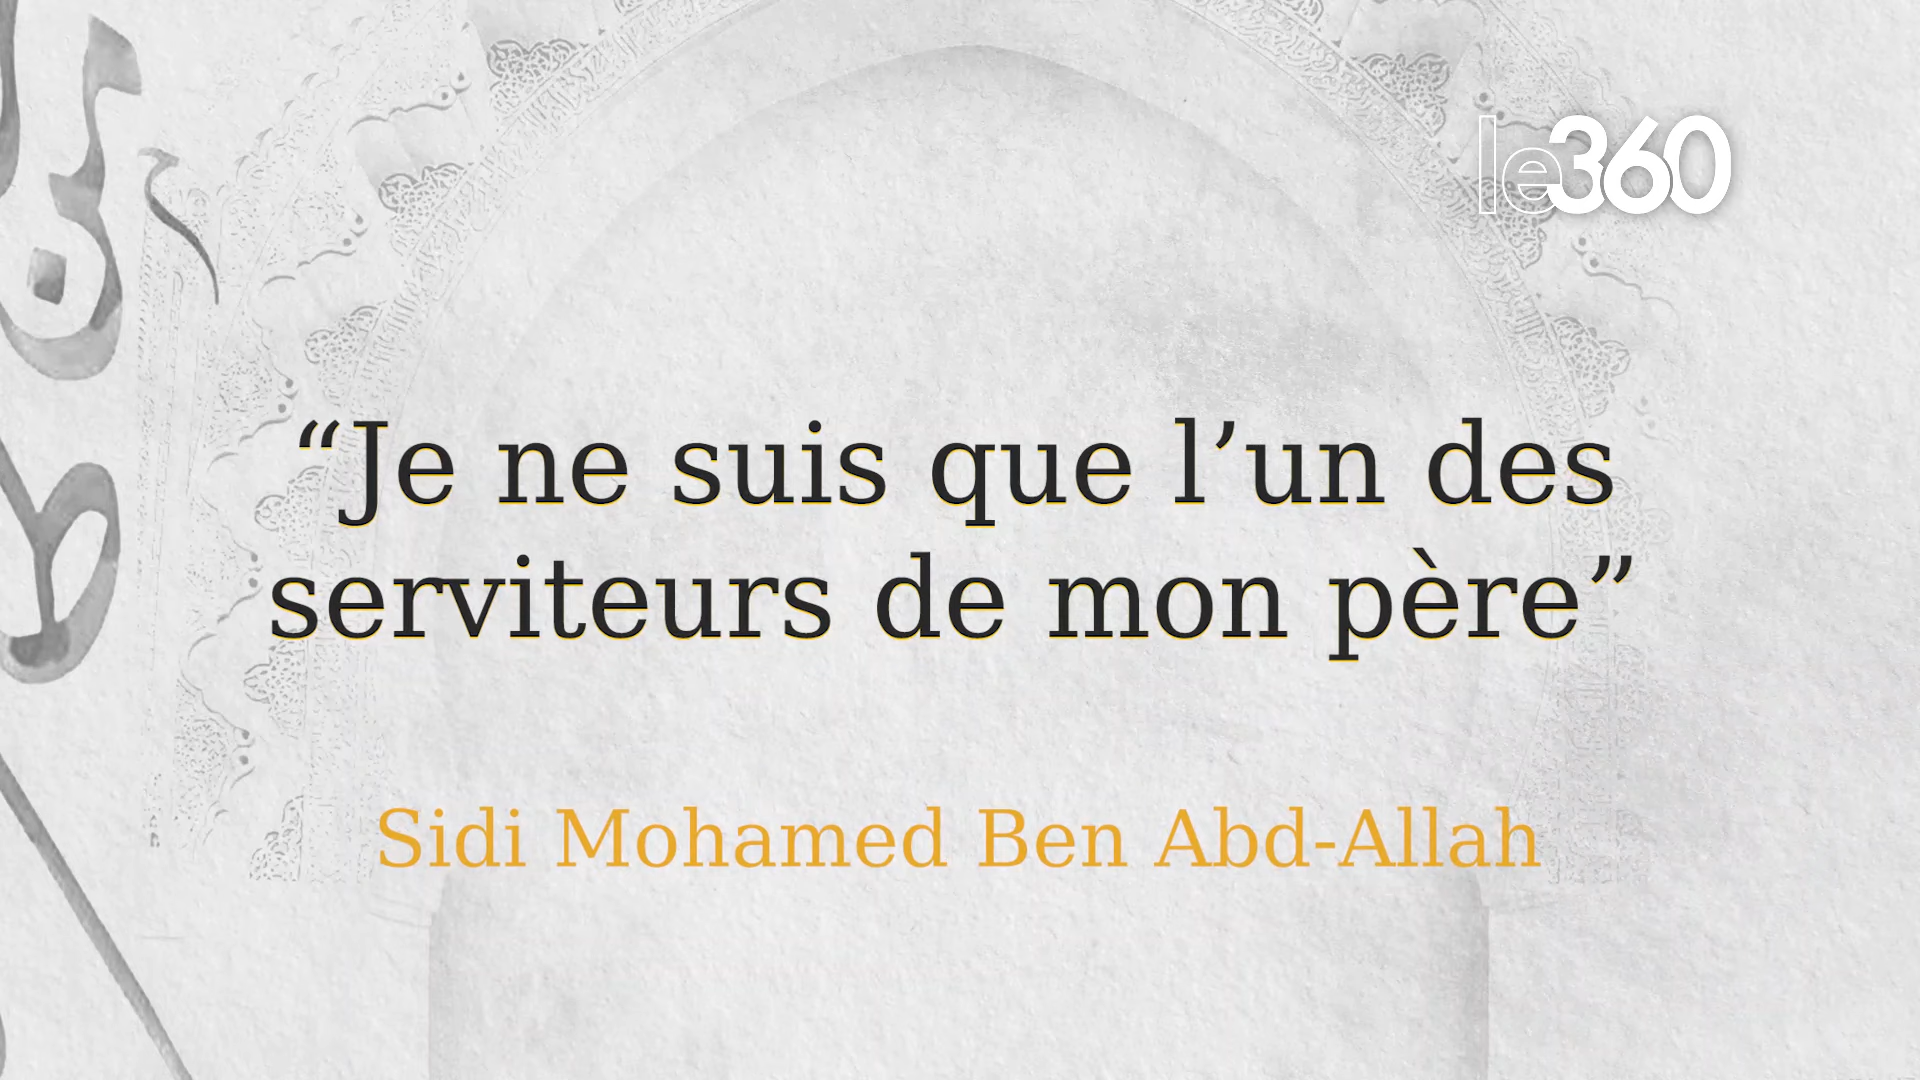 le360
“Je ne suis que l’un des
serviteurs de mon père”
Sidi Mohamed Ben Abd-Allah